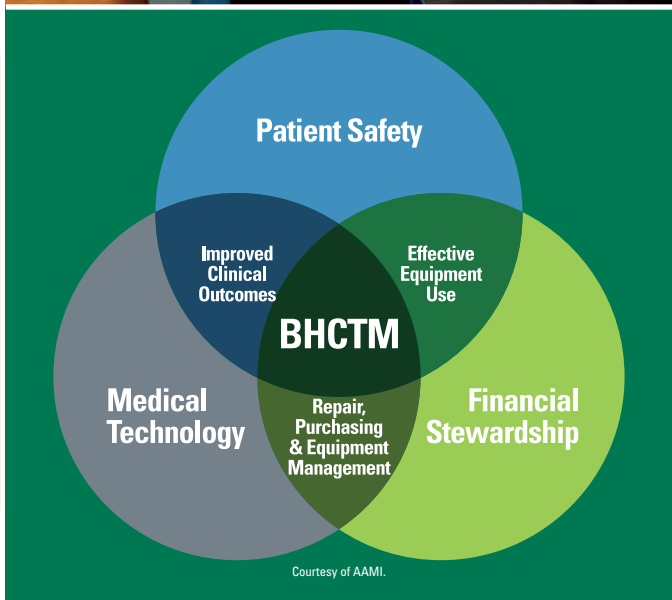 Patient Safety
Improved
Clinical
Outcomes
Effective
Equipment
Use
BHCTM
Medical
Technology
Repair,
Purchasing
& Equipment
Management
Financial
Stewardship
Courtesy of AAMI.